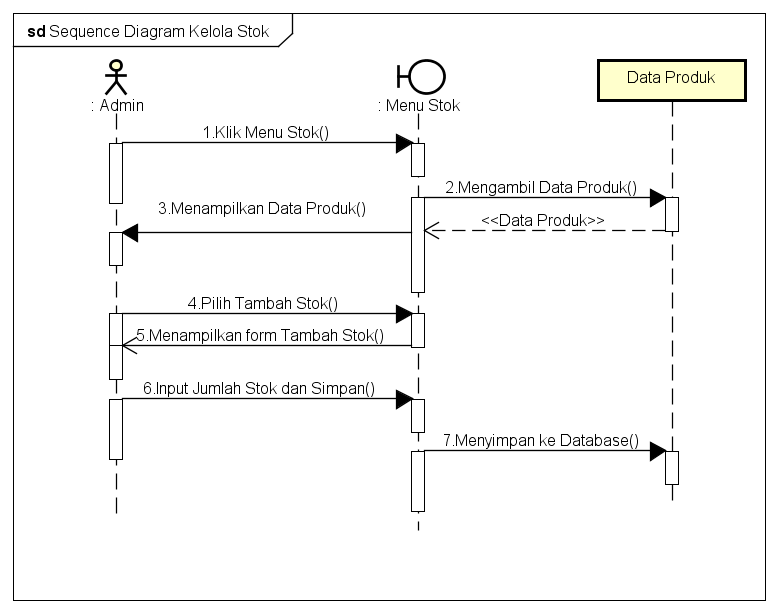 sd Sequence Diagram Kelola Stok
: Admin
: Menu Stok
Data Produk
1.Klik Menu Stok()
2.Mengambil Data Produk()
3.Menampilkan Data Produk()
<<Data Produk>>
4.Pilih Tambah Stok()
5.Menampilkan form Tambah Stok()
6.Input Jumlah Stok dan Simpan()
7.Menyimpan ke Database()